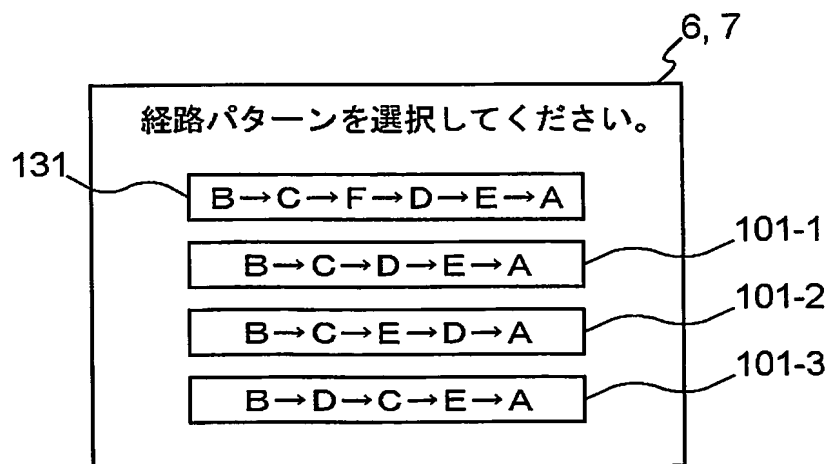 6, 7
経路パターンを選択してください。
131
B→C→F→D→E→A
B→C→D→E→A
101-1
B→C→E→D→A
101-2
B→D→C→E→A
101-3